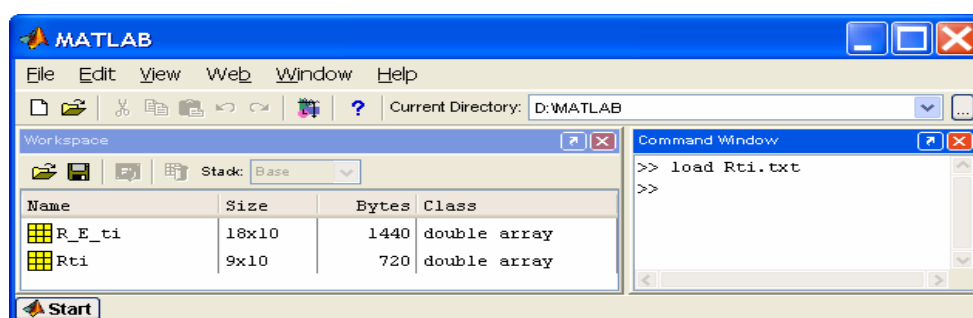 MATLAB
File Edit View Web Window Help
? Current Directory: D:\MATLAB ...
Workspace
Stack: Base
Name Size Bytes Class
R_E_ti 18x10 1440 double array
Rti 9x10 720 double array
Command Window
>> load Rti.txt
>>
Start